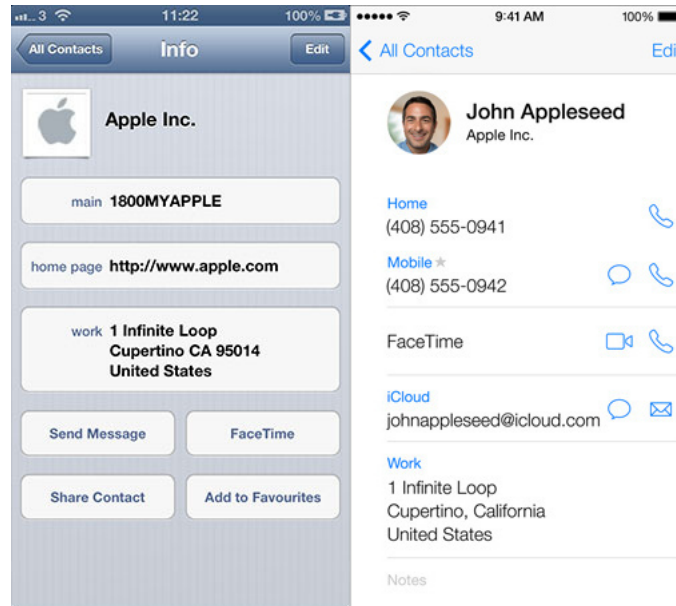 ...3 11:22 100%
All Contacts Info Edit
Apple Inc.
main 1800MYAPPLE
home page http://www.apple.com
work 1 Infinite Loop
Cupertino CA 95014
United States
Send Message FaceTime
Share Contact Add to Favourites
9:41 AM 100%
All Contacts Edi
John Appleseed
Apple Inc.
Home
(408) 555-0941
Mobile
(408) 555-0942
FaceTime
iCloud
johnappleseed@icloud.com
Work
1 Infinite Loop
Cupertino, California
United States
Notes